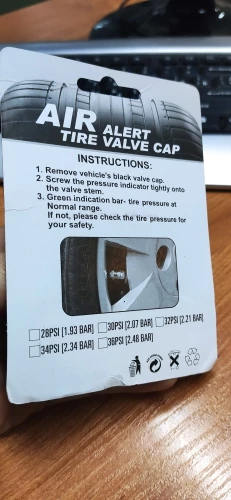 AIR ALERT
TIRE VALVE CAP
INSTRUCTIONS:
1. Remove vehicle's black valve cap.
2. Screw the pressure indicator tightly onto
the valve stem.
3. Green indication bar- tire pressure at
Normal range.
If not, please check the tire pressure for
your safety.
28PSI [1.93 BAR] 30PSI [2.07 BAR] 32PSI [2.21 BAR]
34PSI [2.34 BAR] 36PSI [2.48 BAR]